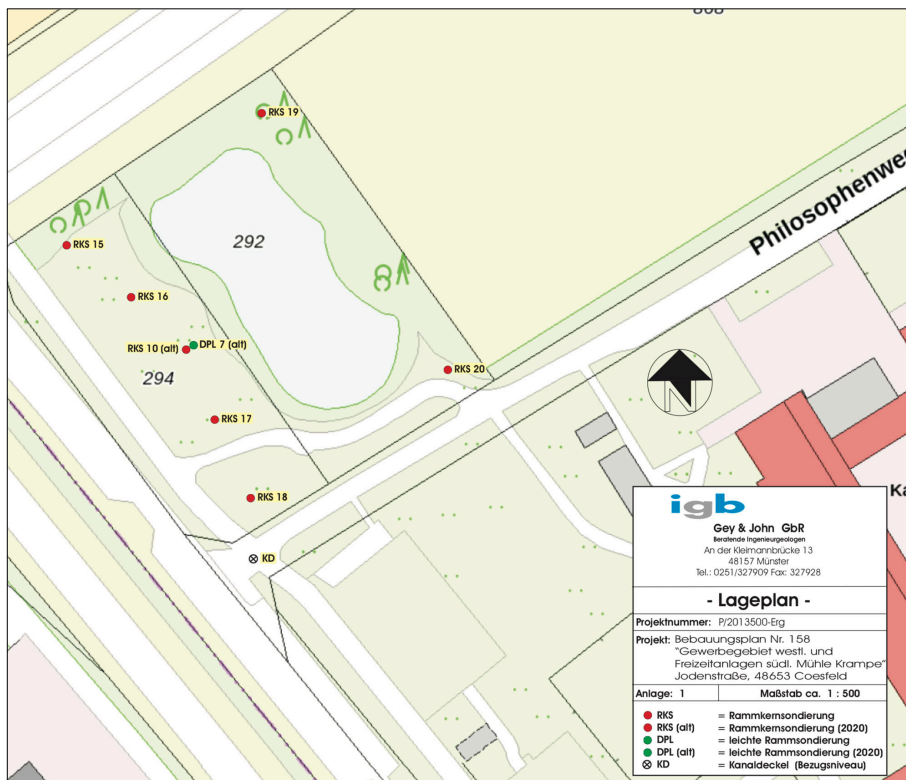 808
RKS 19
RKS 15
292
RKS 16
RKS 10 (alt)
DPL 7 (alt)
294
RKS 20
RKS 17
RKS 18
KD
Philosophenwe
N
Ka
igb
Gey & John GbR
Beratende Ingenieurgeologen
An der Kleimannbrücke 13
48157 Münster
Tel.: 0251/327909 Fax: 327928
- Lageplan -
Projektnummer: P/2013500-Erg
Projekt: Bebauungsplan Nr. 158
"Gewerbegebiet westl. und
Freizeitanlagen südl. Mühle Krampe"
Jodenstraße, 48653 Coesfeld
Anlage: 1 Maßstab ca. 1 : 500
RKS = Rammkernsondierung
RKS (alt) = Rammkernsondierung (2020)
DPL = leichte Rammsondierung
DPL (alt) = leichte Rammsondierung (2020)
KD = Kanaldeckel (Bezugsniveau)